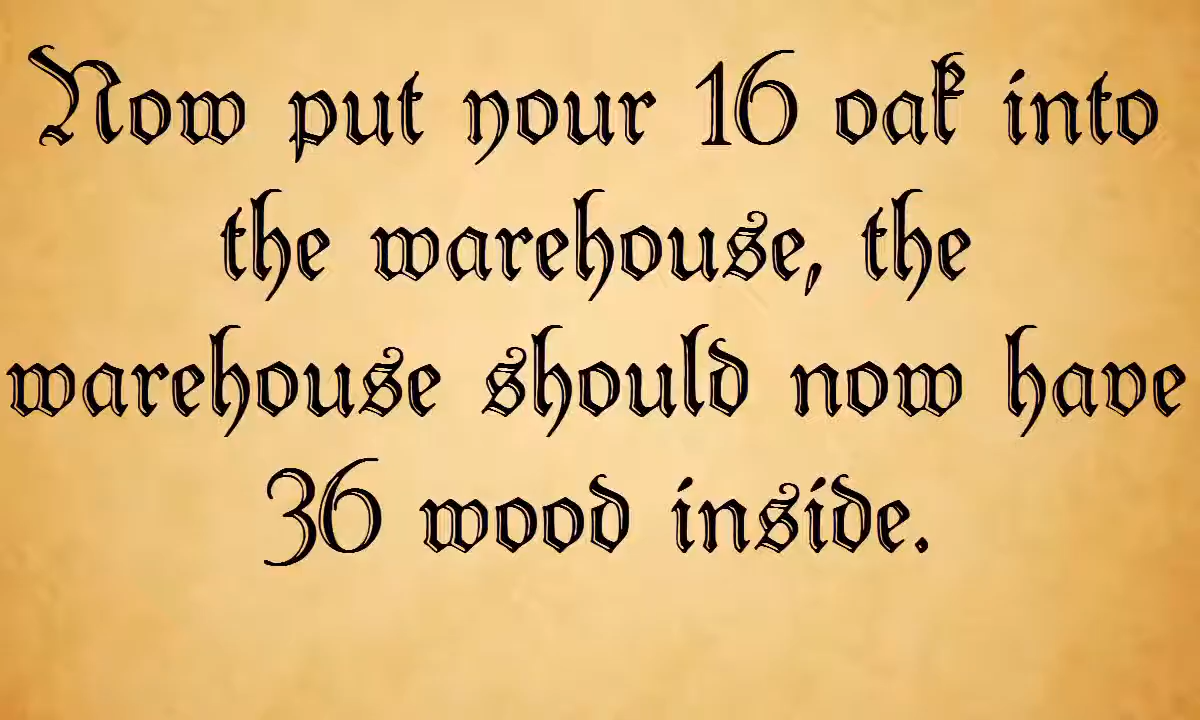 Now put your 16 oak into
the warehouse, the
warehouse should now have
36 wood inside.